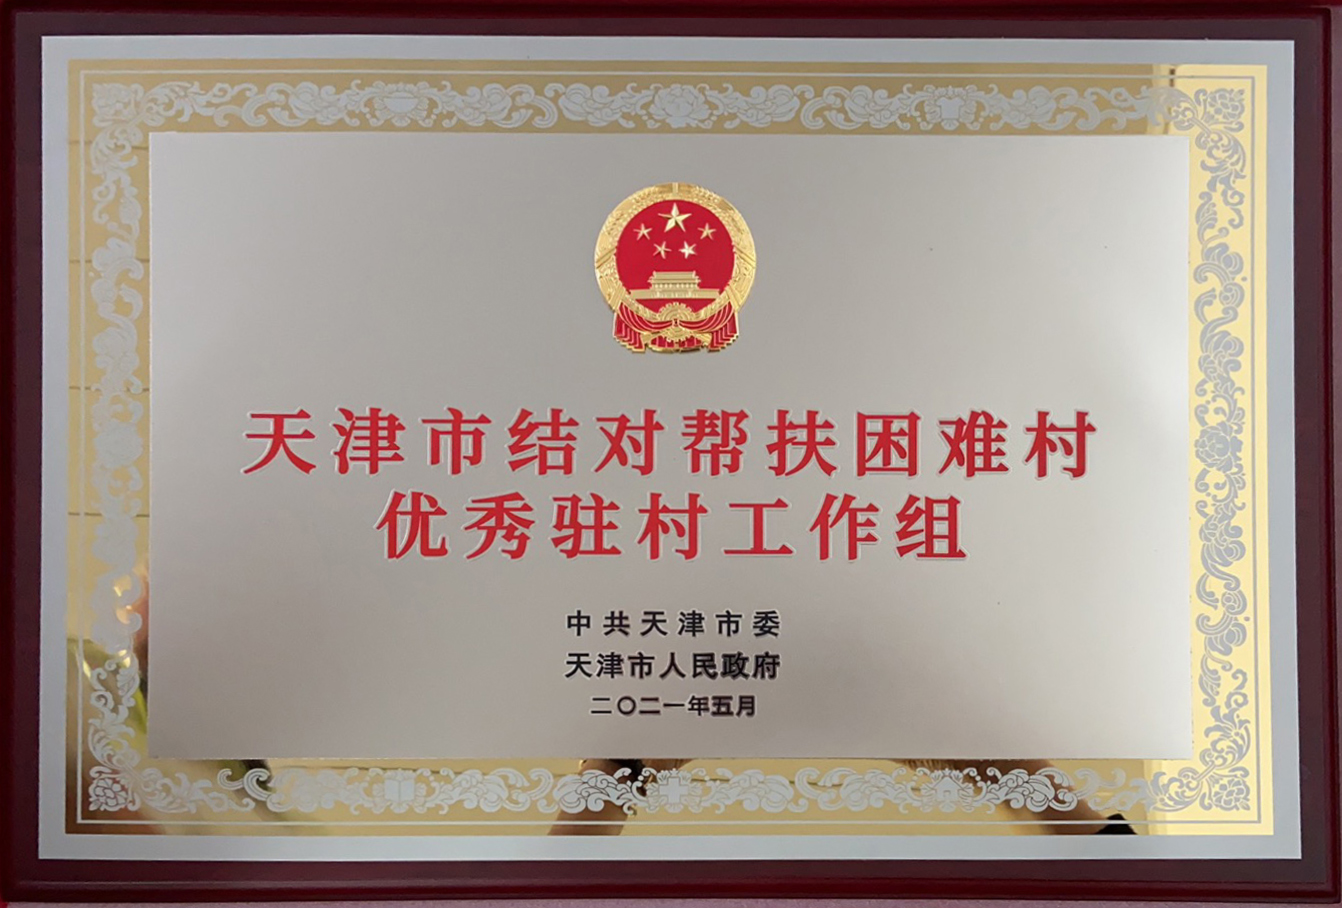 天津市结对帮扶困难村
优秀驻村工作组
中共天津市委
天津市人民政府
二〇二一年五月